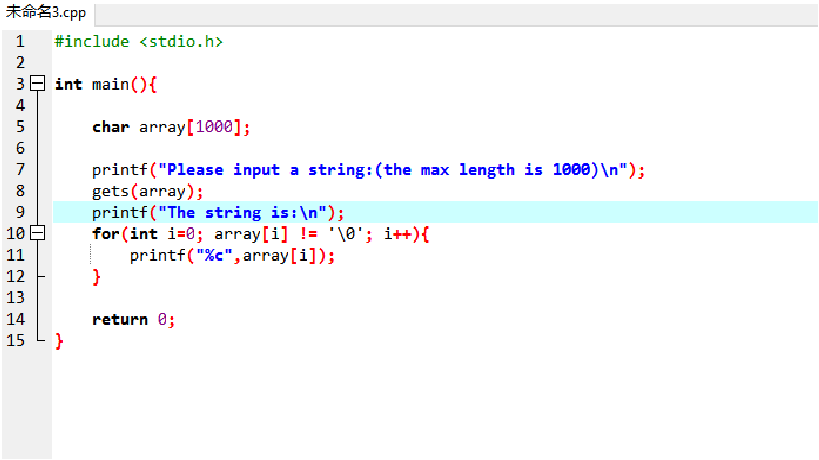 未命名3.cpp
1 #include <stdio.h>
2
3 int main(){
4
5 char array[1000];
6
7 printf("Please input a string:(the max length is 1000)\n");
8 gets(array);
9 printf("The string is:\n");
10 for(int i=0; array[i] != '\0'; i++){
11 printf("%c",array[i]);
12 }
13
14 return 0;
15 }